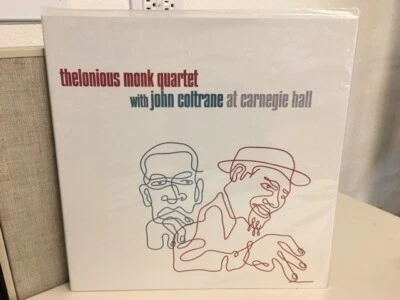 thelonious monk quartet
with john coltrane at carnegie hall